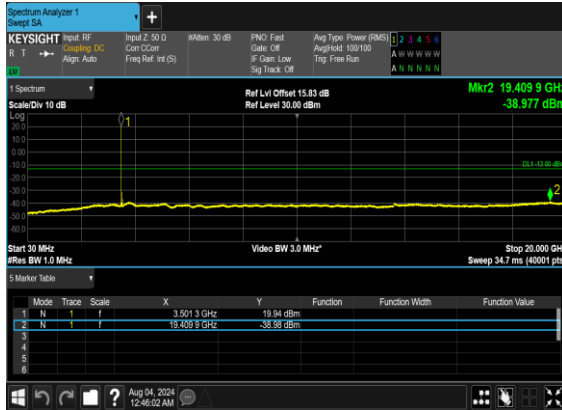 Spectrum Analyzer 1
Swept SA
+
KEYSIGHT
R T
Input: RF
Coupling: DC
Align: Auto
Input Z: 50 Ω
Corr CCorr
Freq Ref: Int (S)
#Atten: 30 dB
PNO: Fast
Gate: Off
IF Gain: Low
Sig Track: Off
Avg Type: Power (RMS)
Avg|Hold: 100/100
Trig: Free Run
1 2 3 4 5 6
A W W W W W
A N N N N N
1 Spectrum
Scale/Div 10 dB
Ref Lvl Offset 15.83 dB
Ref Level 30.00 dBm
Mkr2 19.409 9 GHz
-38.977 dBm
Log
20.0
10.0
0.00
-10.0
-20.0
-30.0
-40.0
-50.0
-60.0
1
DL1 -13.00 dBm
2
Start 30 MHz
#Res BW 1.0 MHz
Video BW 3.0 MHz*
Stop 20.000 GHz
Sweep 34.7 ms (40001 pts)
5 Marker Table
Mode Trace Scale X Y Function Function Width Function Value
1 N 1 f 3.501 3 GHz 19.94 dBm
2 N 1 f 19.409 9 GHz -38.98 dBm
3
4
5
6
?
Aug 04, 2024
12:46:02 AM